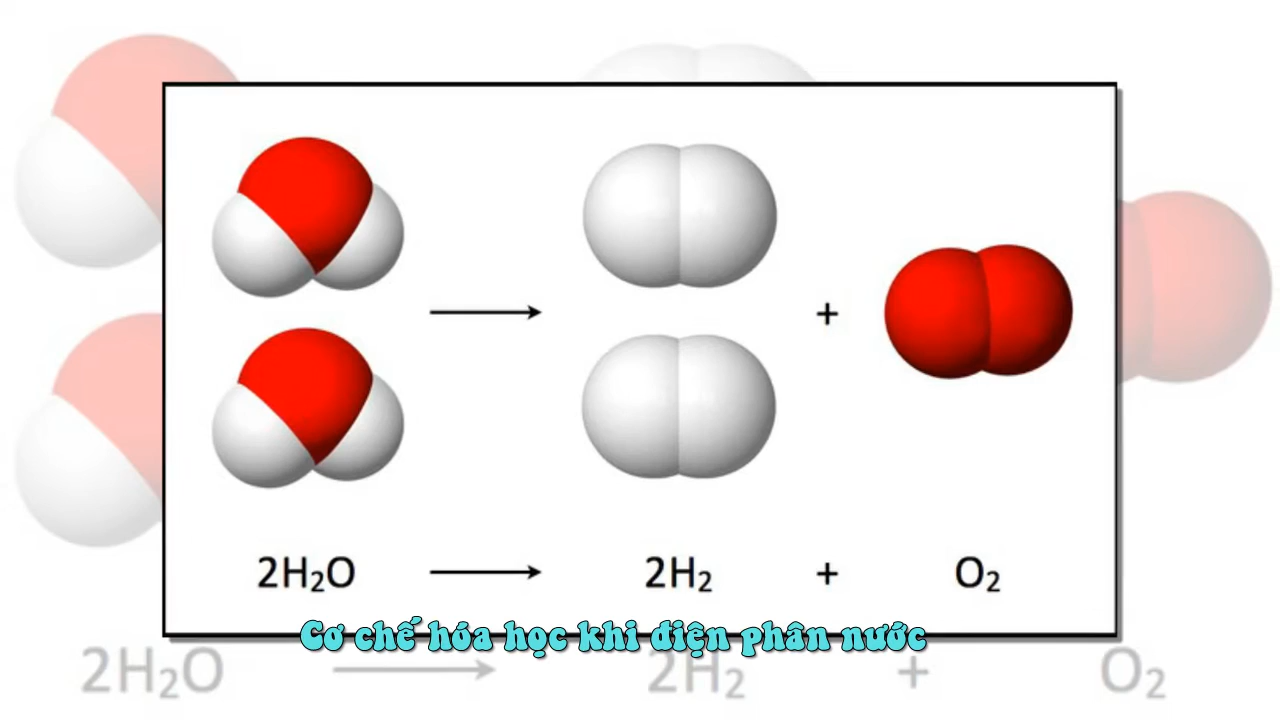 +
2H₂O → 2H₂ + O₂
Cơ chế hóa học khi điện phân nước
2H₂O → 2H₂ + O₂